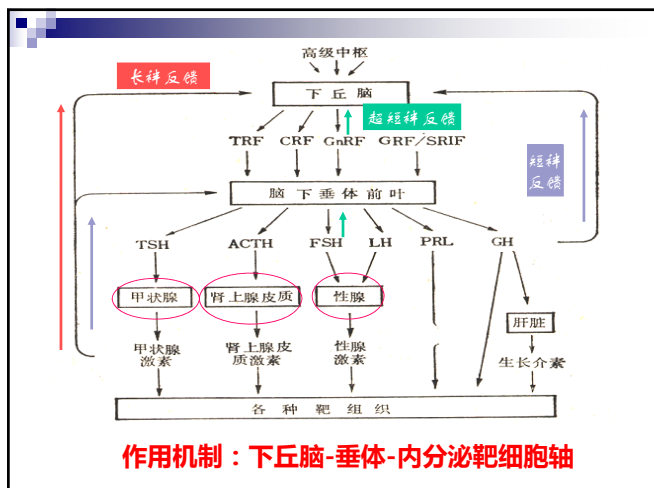 高级中枢
长袢反馈
下丘脑
超短袢反馈
TRF CRF GnRF GRF/SRIF
短袢
反馈
脑下垂体前叶
TSH ACTH FSH LH PRL GH
甲状腺 肾上腺皮质 性腺
肝脏
甲状腺
激素
肾上腺皮
质激素
性腺
激素
生长介素
各种靶组织
作用机制：下丘脑-垂体-内分泌靶细胞轴